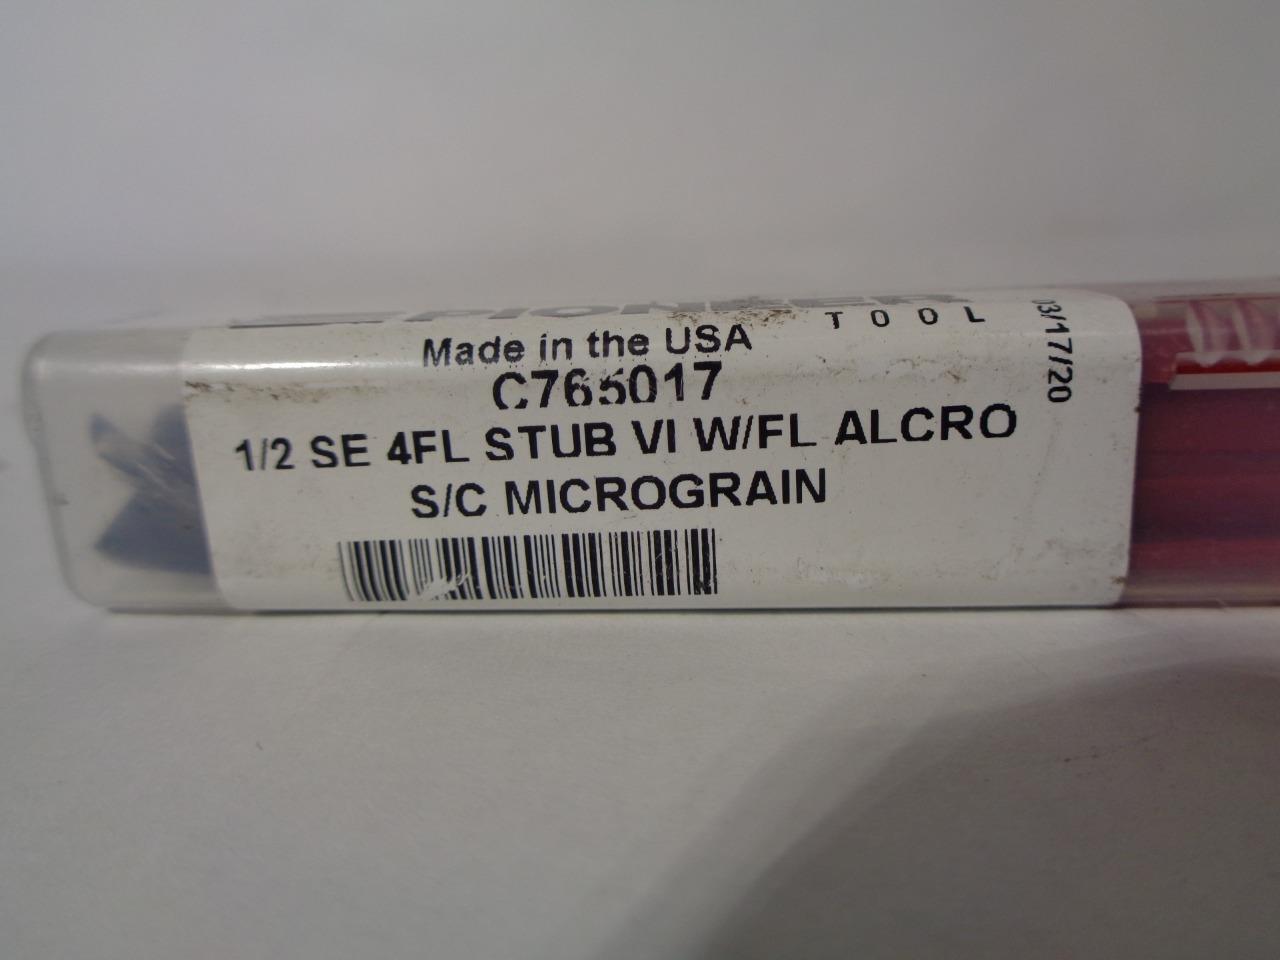 PIONEER
TOOL
Made in the USA
C765017
1/2 SE 4FL STUB VI W/FL ALCRO
S/C MICROGRAIN
03/17/20